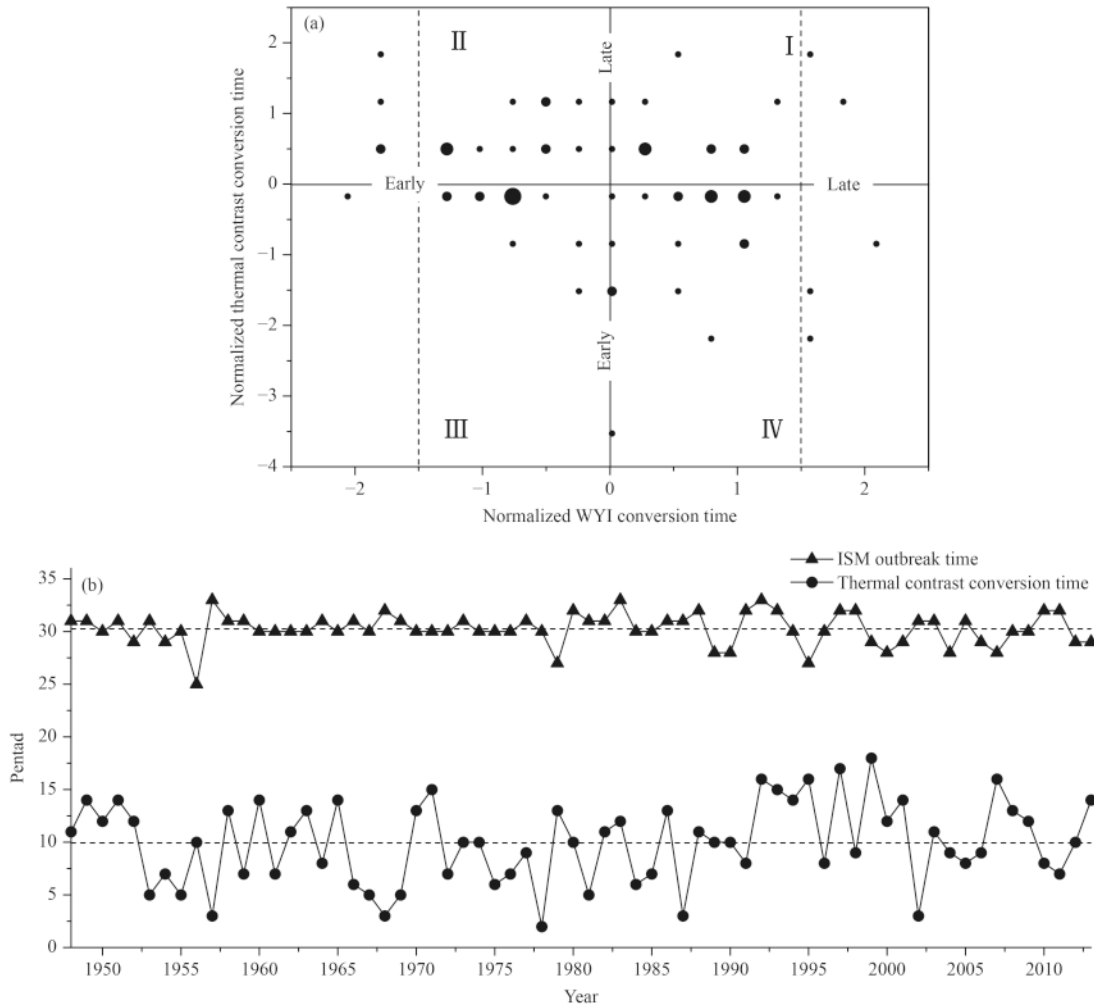 (a)
II
I
III
IV
Late
Early
Early
Late
2
1
0
−1
−2
−3
−4
−2
−1
0
1
2
Normalized thermal contrast conversion time
Normalized WYI conversion time
(b)
ISM outbreak time
Thermal contrast conversion time
35
30
25
20
15
10
5
0
Pentad
1950 1955 1960 1965 1970 1975 1980 1985 1990 1995 2000 2005 2010
Year